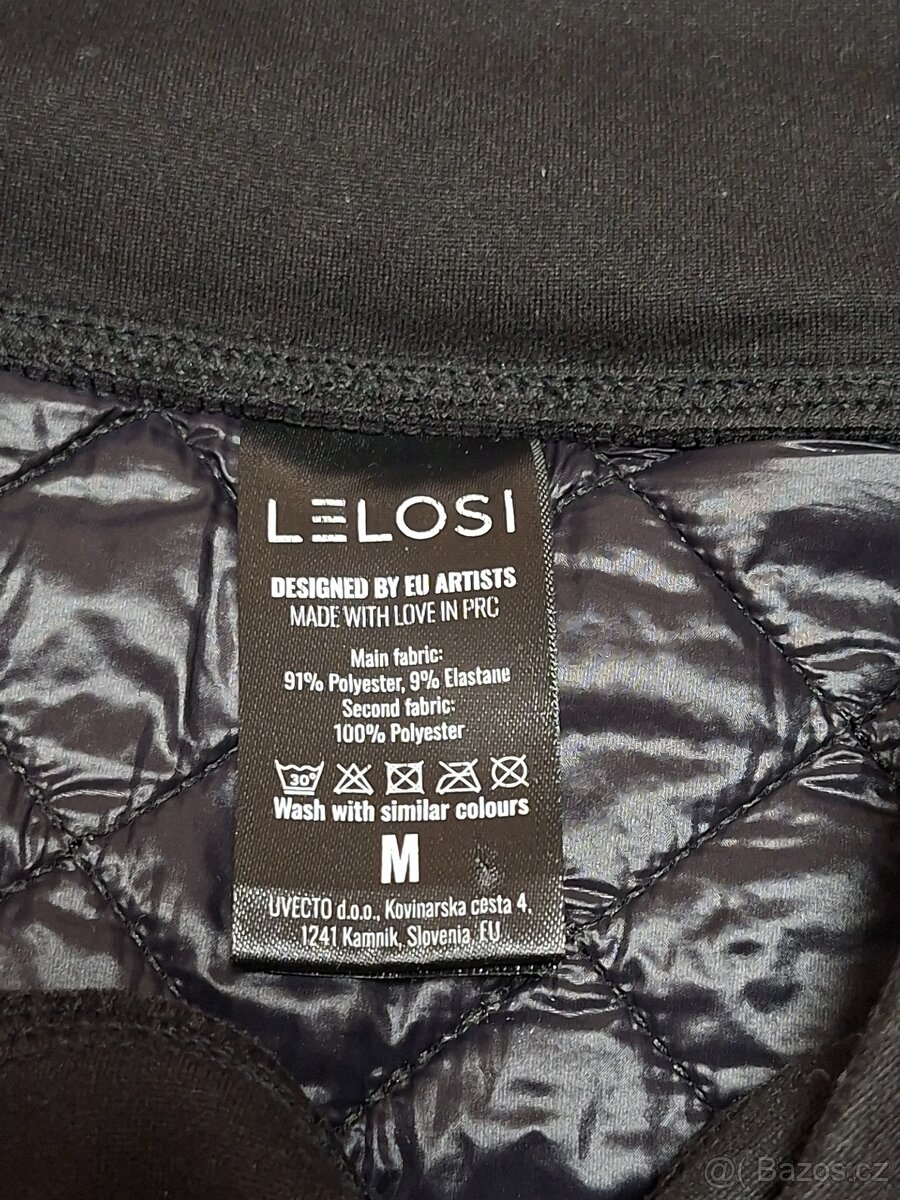 LELOSI
DESIGNED BY EU ARTISTS
MADE WITH LOVE IN PRC
Main fabric:
91% Polyester, 9% Elastane
Second fabric:
100% Polyester
30°
Wash with similar colours
M
UVECTO d.o.o., Kovinarska cesta 4,
1241 Kamnik, Slovenia, EU
@( Bazos.cz